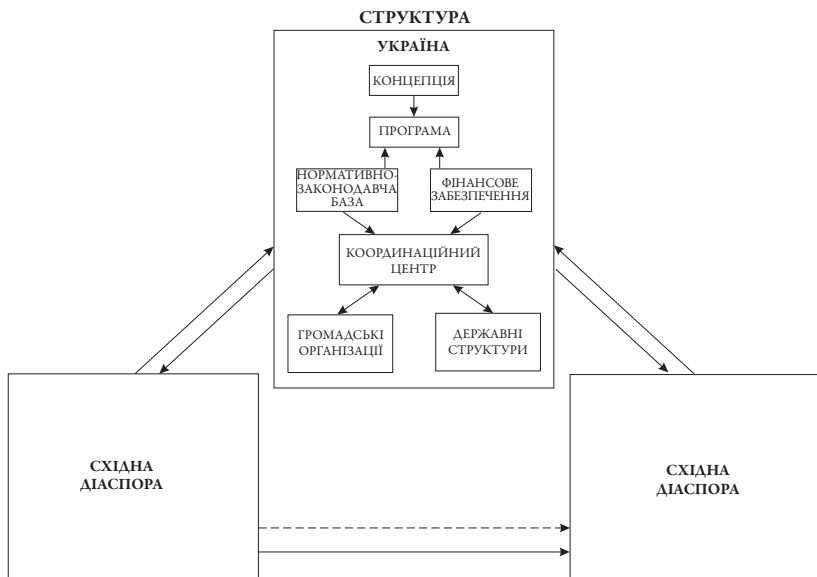 СТРУКТУРА
УКРАЇНА
КОНЦЕПЦІЯ
ПРОГРАМА
НОРМАТИВНО-
ЗАКОНОДАВЧА
БАЗА
ФІНАНСОВЕ
ЗАБЕЗПЕЧЕННЯ
КООРДИНАЦІЙНИЙ
ЦЕНТР
ГРОМАДСЬКІ
ОРГАНІЗАЦІЇ
ДЕРЖАВНІ
СТРУКТУРИ
СХІДНА
ДІАСПОРА
СХІДНА
ДІАСПОРА